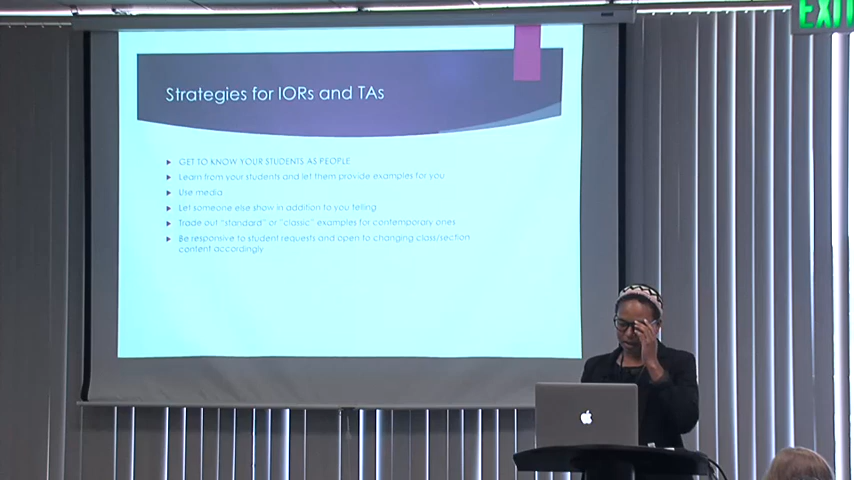 EXIT
Strategies for IORs and TAs
GET TO KNOW YOUR STUDENTS AS PEOPLE
Learn from your students and let them provide examples for you
Use media
Let someone else show in addition to you telling
Trade out "standard" or "classic" examples for contemporary ones
Be responsive to student requests and open to changing class/section
content accordingly